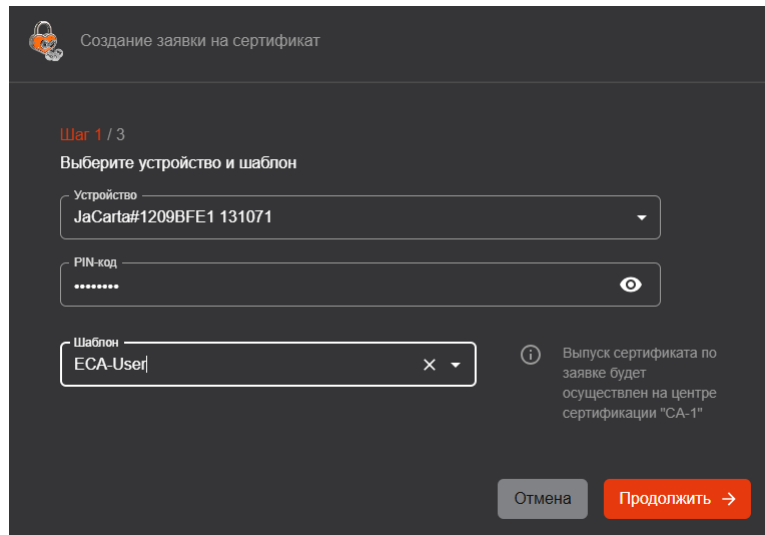 Создание заявки на сертификат
Шаг 1 / 3
Выберите устройство и шаблон
Устройство
JaCarta#1209BFE1 131071
PIN-код
••••••••
Шаблон
ECA-User
Выпуск сертификата по
заявке будет
осуществлен на центре
сертификации "CA-1"
Отмена
Продолжить →